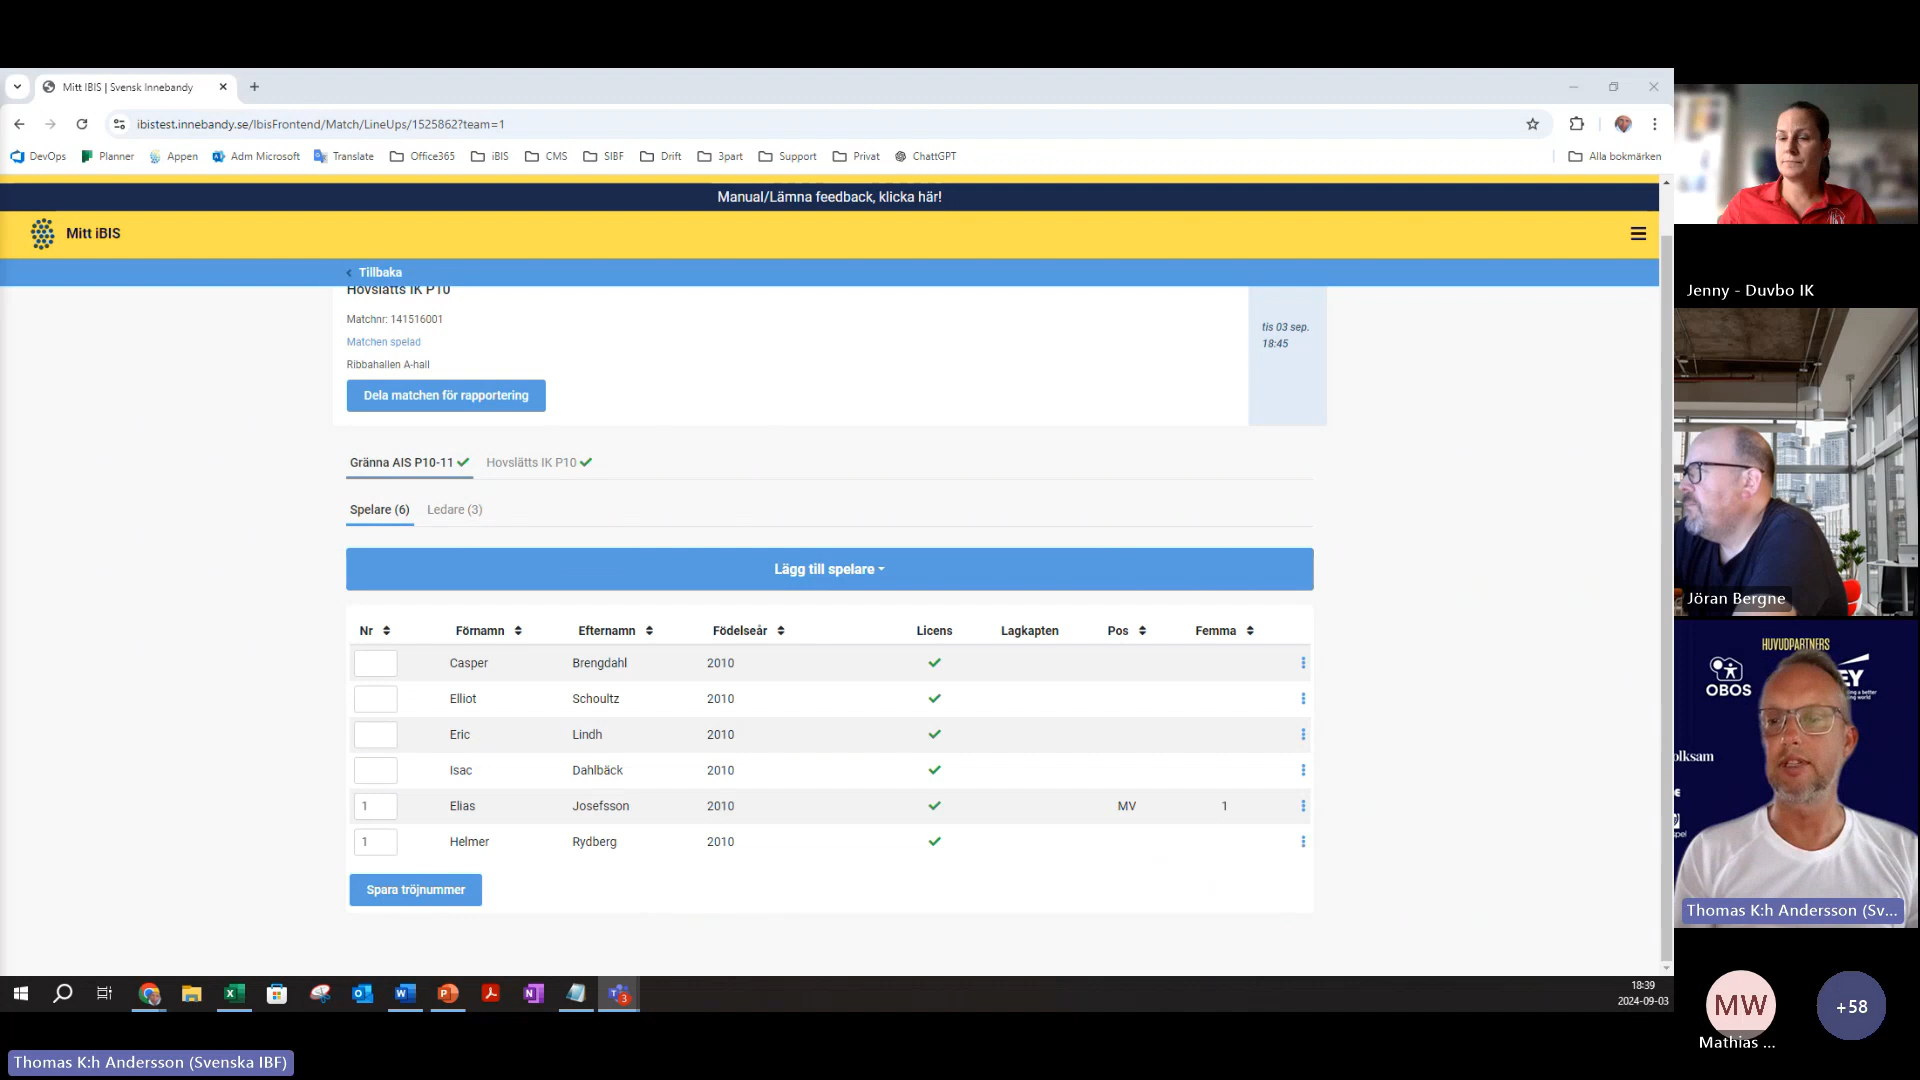 Mitt IBIS | Svensk Innebandy
ibistest.innebandy.se/IbisFrontend/Match/LineUps/1525862?team=1
DevOps Planner Appen Adm Microsoft Translate Office365 iBIS CMS SIBF Drift 3part Support Privat ChatGPT Alla bokmärken
Manual/Lämna feedback, klicka här!
Mitt iBIS
Tillbaka
Hovslätts IK P10
Matchnr: 141516001
Matchen spelad
Ribbahallen A-hall
Dela matchen för rapportering
tis 03 sep.
18:45
Gränna AIS P10-11 Hovslätts IK P10
Spelare (6) Ledare (3)
Lägg till spelare
Nr Förnamn Efternamn Födelseår Licens Lagkapten Pos Femma
Casper Brengdahl 2010
Elliot Schoultz 2010
Eric Lindh 2010
Isac Dahlbäck 2010
1 Elias Josefsson 2010 MV 1
1 Helmer Rydberg 2010
Spara tröjnummer
3
18:39
2024-09-03
Thomas K:h Andersson (Svenska IBF)
Jenny - Duvbo IK
Jöran Bergne
HUVUDPARTNERS
OBOS
EY
olksam
Thomas K:h Andersson (Sv...
MW
+58
Mathias ...